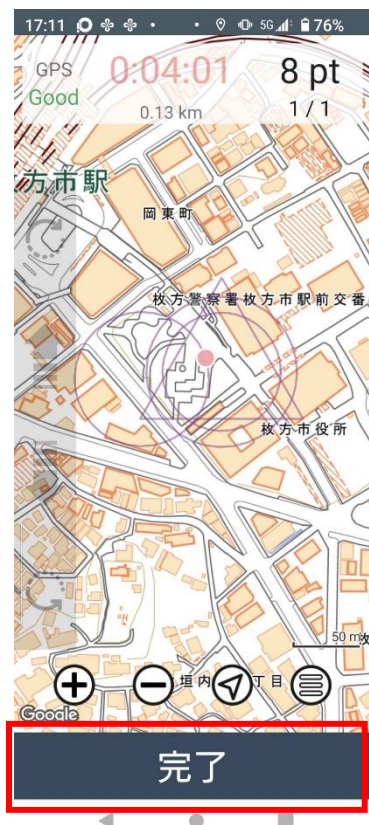 17:11 5G 76%
GPS 0:04:01 8 pt
Good 0.13 km 1 / 1
方市駅
岡東町
枚方警察署枚方市駅前交番
枚方市役所
50 m
垣内 丁目
Google
完了